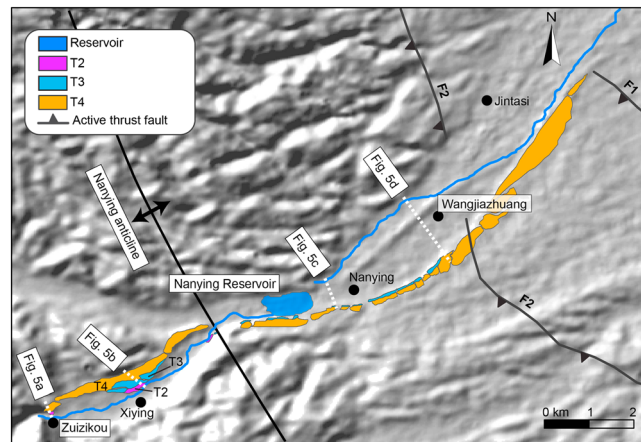 Reservoir
T2
T3
T4
Active thrust fault
F2
N
F1
Jintasi
Fig. 5d
Wangjiazhuang
Nanying anticline
Fig. 5c
Nanying Reservoir
Nanying
F2
Fig. 5b
T3
Fig. 5a
T4
T2
Xiying
Zuizikou
0 km 1 2